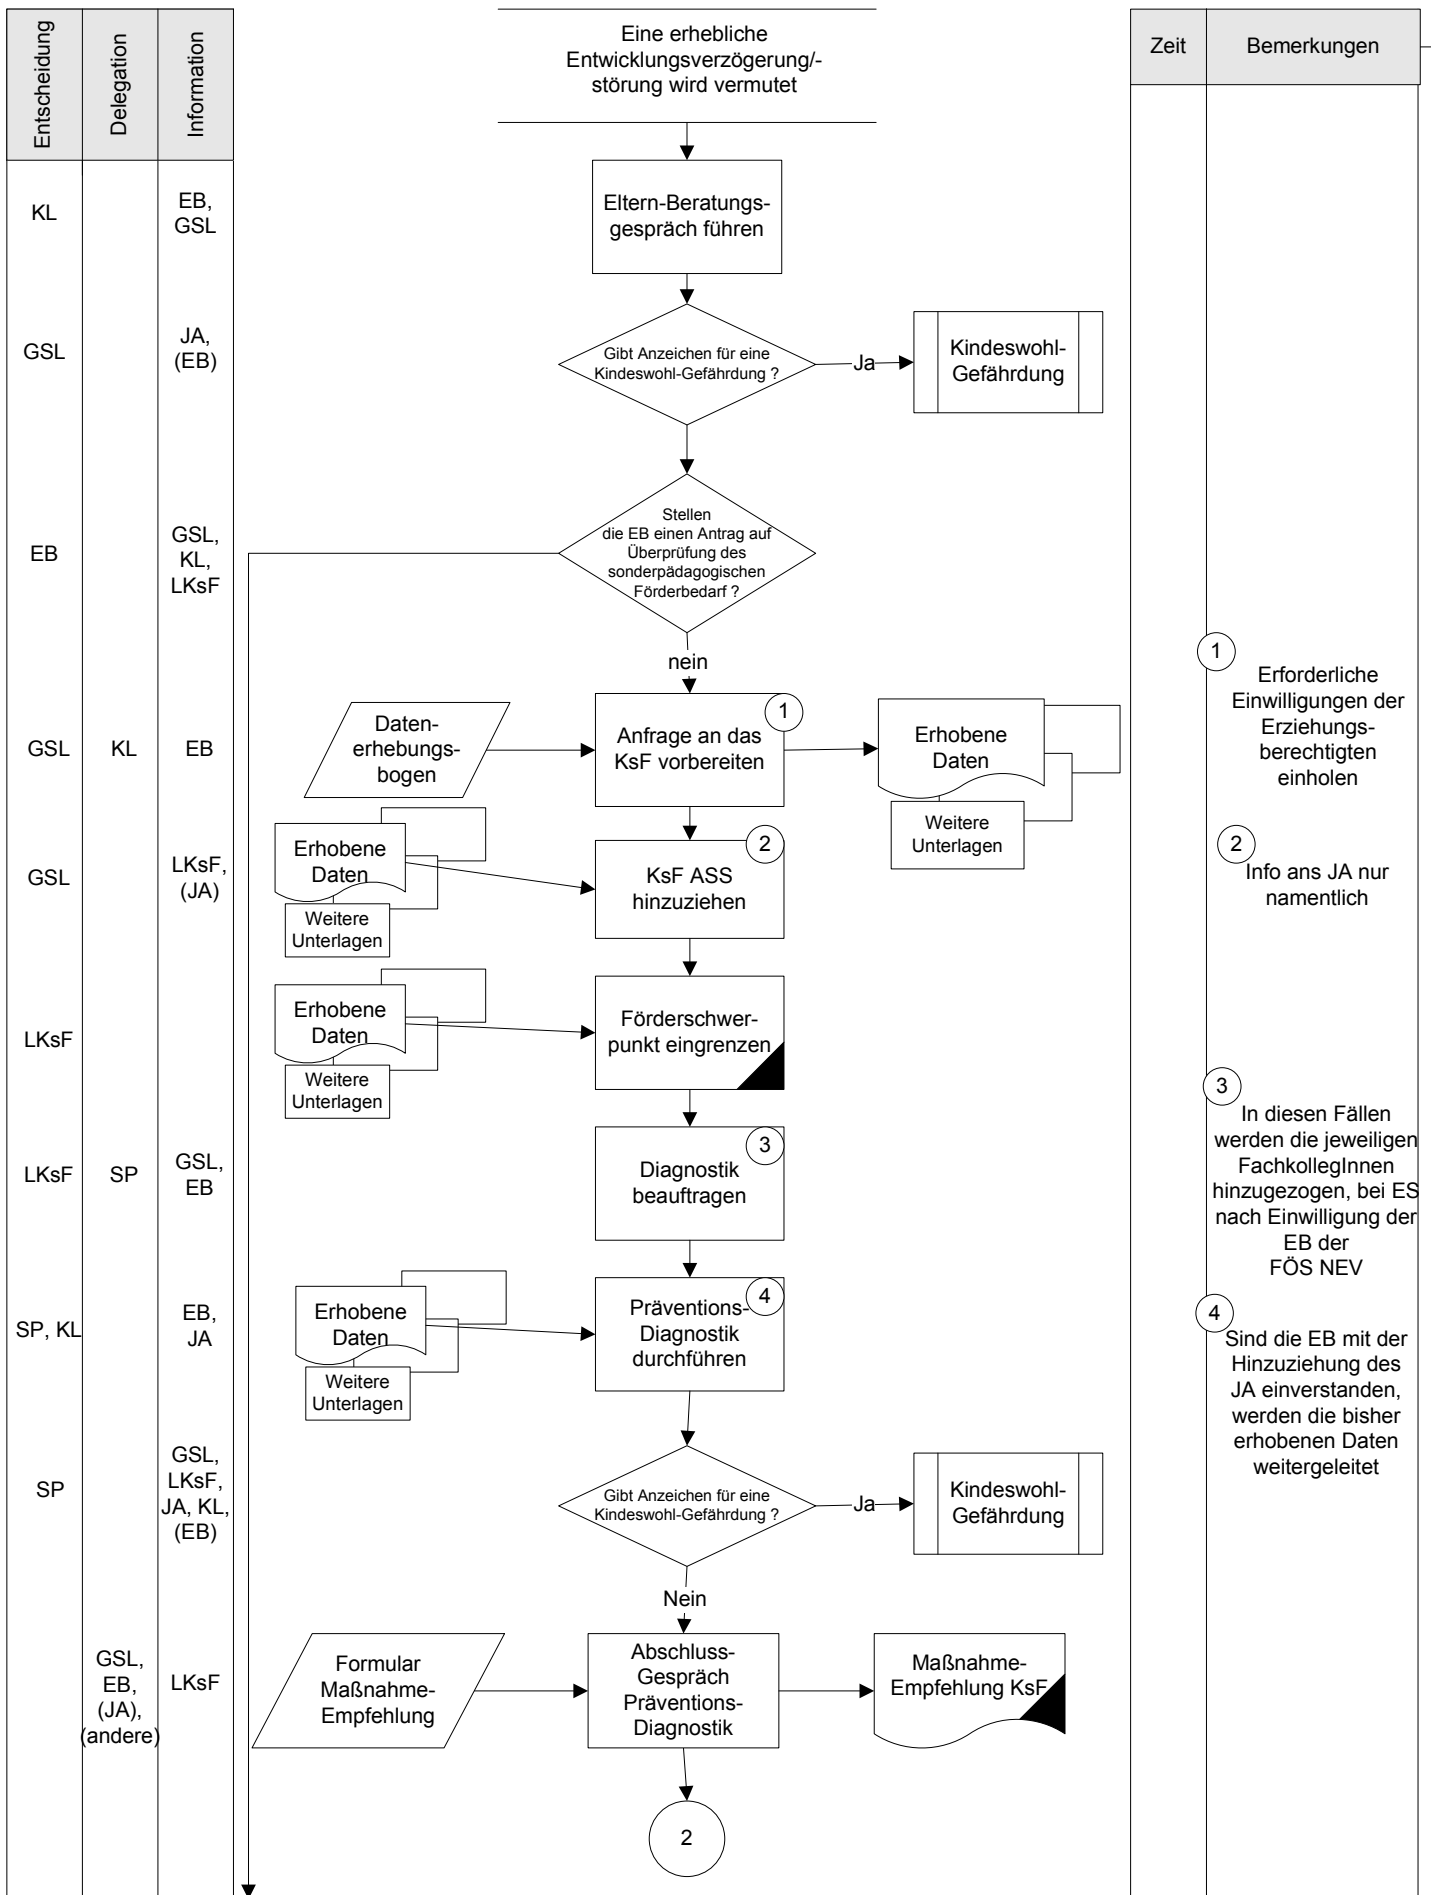 Entscheidung
Delegation
Information
Eine erhebliche
Entwicklungsverzögerung/-
störung wird vermutet
Zeit
Bemerkungen
KL
EB,
GSL
Eltern-Beratungs-
gespräch führen
GSL
JA,
(EB)
Gibt Anzeichen für eine
Kindeswohl-Gefährdung ?
Ja
Kindeswohl-
Gefährdung
EB
GSL,
KL,
LKsF
Stellen
die EB einen Antrag auf
Überprüfung des
sonderpädagogischen
Förderbedarf ?
nein
GSL
KL
EB
Daten-
erhebungs-
bogen
Anfrage an das
KsF vorbereiten
1
Erhobene
Daten
Weitere
Unterlagen
1
Erforderliche
Einwilligungen der
Erziehungs-
berechtigten
einholen
GSL
LKsF,
(JA)
Erhobene
Daten
Weitere
Unterlagen
KsF ASS
hinzuziehen
2
2
Info ans JA nur
namentlich
LKsF
Erhobene
Daten
Weitere
Unterlagen
Förderschwer-
punkt eingrenzen
LKsF
SP
GSL,
EB
Diagnostik
beauftragen
3
3
In diesen Fällen
werden die jeweiligen
FachkollegInnen
hinzugezogen, bei ES
nach Einwilligung der
EB der
FÖS NEV
SP, KL
EB,
JA
Erhobene
Daten
Weitere
Unterlagen
Präventions-
Diagnostik
durchführen
4
4
Sind die EB mit der
Hinzuziehung des
JA einverstanden,
werden die bisher
erhobenen Daten
weitergeleitet
SP
GSL,
LKsF,
JA, KL,
(EB)
Gibt Anzeichen für eine
Kindeswohl-Gefährdung ?
Ja
Kindeswohl-
Gefährdung
Nein
GSL,
EB,
(JA),
(andere)
LKsF
Formular
Maßnahme-
Empfehlung
Abschluss-
Gespräch
Präventions-
Diagnostik
Maßnahme-
Empfehlung KsF
2